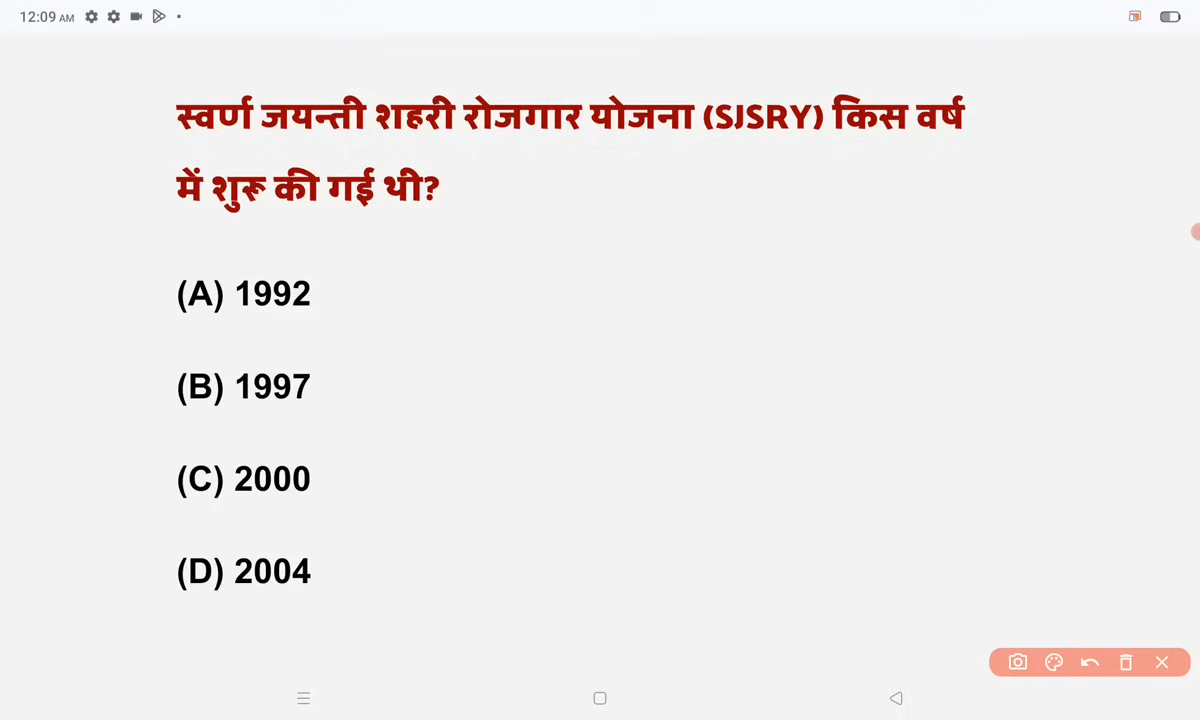 12:09 AM
स्वर्ण जयन्ती शहरी रोजगार योजना (SJSRY) किस वर्ष
में शुरू की गई थी?
(A) 1992
(B) 1997
(C) 2000
(D) 2004